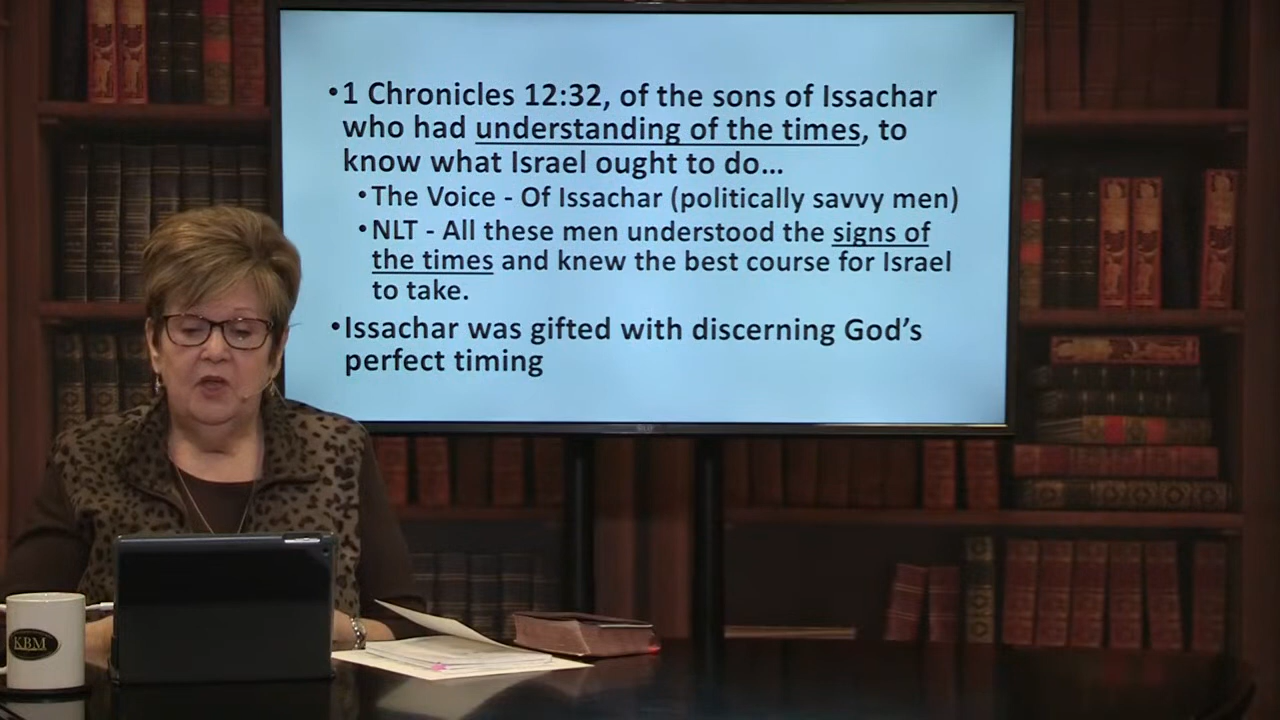 •1 Chronicles 12:32, of the sons of Issachar
who had understanding of the times, to
know what Israel ought to do...
•The Voice - Of Issachar (politically savvy men)
•NLT - All these men understood the signs of
the times and knew the best course for Israel
to take.
•Issachar was gifted with discerning God's
perfect timing
KBM